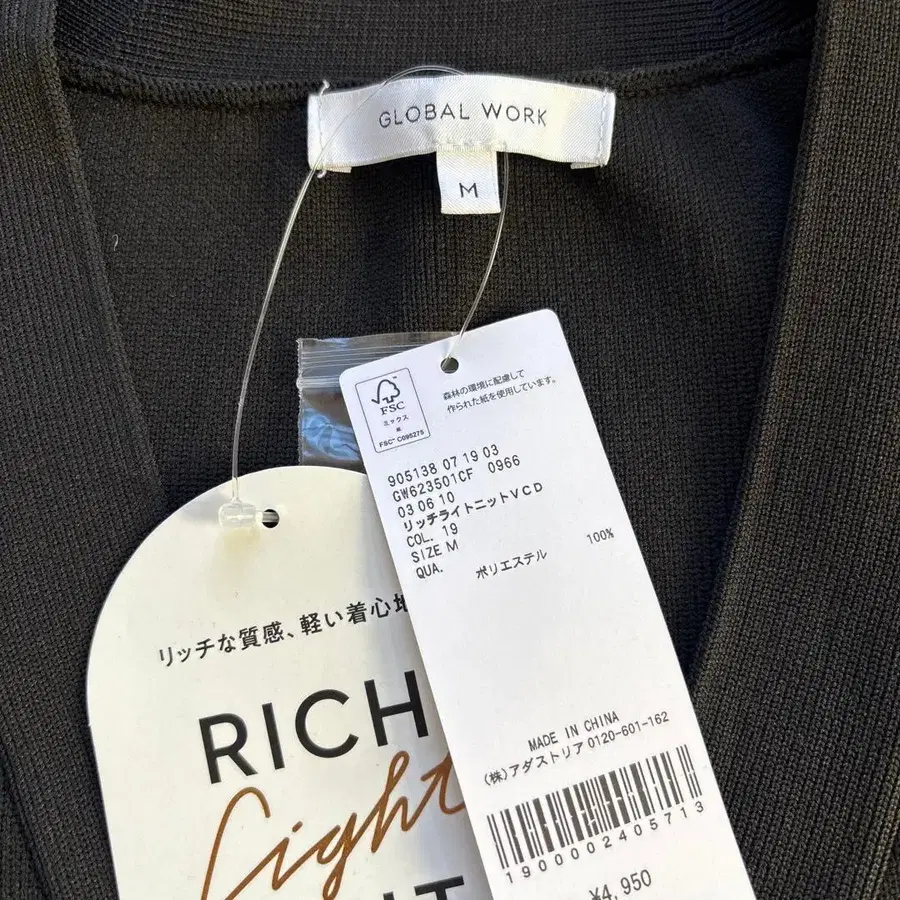 GLOBAL WORK
M
FSC
ミックス
紙
FSC™ C096275
森林の環境に配慮して
作られた紙を使用しています。
905138 07 19 03
GW623501CF 0966
03 06 10
リッチライトニットVCD
COL. 19
SIZE M
QUA. ポリエステル 100%
MADE IN CHINA
(株)アダストリア 0120-601-162
1900002405713
¥4,950
リッチな質感、軽い着心地
RICH
Light